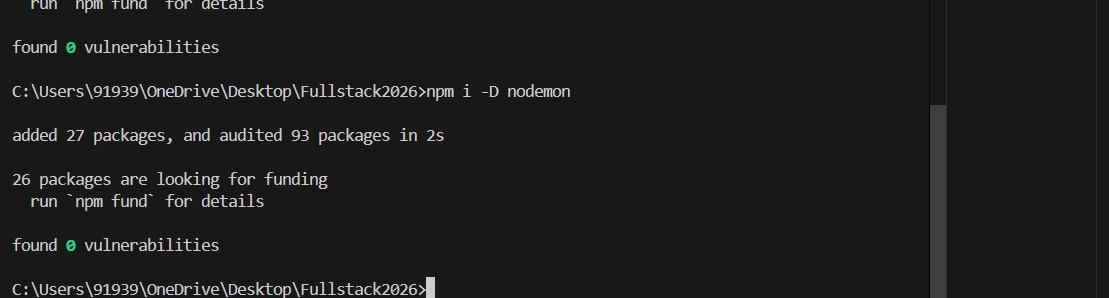 run `npm fund` for details
found 0 vulnerabilities
C:\Users\91939\OneDrive\Desktop\Fullstack2026>npm i -D nodemon
added 27 packages, and audited 93 packages in 2s
26 packages are looking for funding
run `npm fund` for details
found 0 vulnerabilities
C:\Users\91939\OneDrive\Desktop\Fullstack2026>